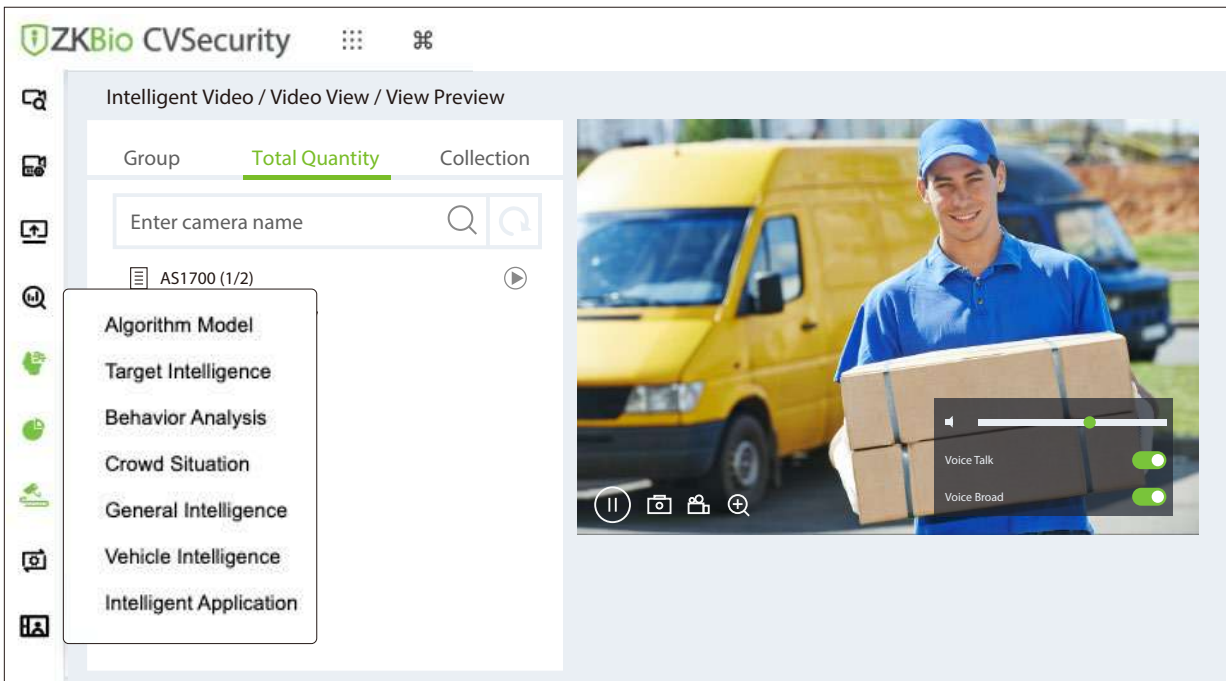 ZKBio CVSecurity
Intelligent Video / Video View / View Preview
Group Total Quantity Collection
Enter camera name
AS1700 (1/2)
Algorithm Model
Target Intelligence
Behavior Analysis
Crowd Situation
General Intelligence
Vehicle Intelligence
Intelligent Application
Voice Talk
Voice Broad